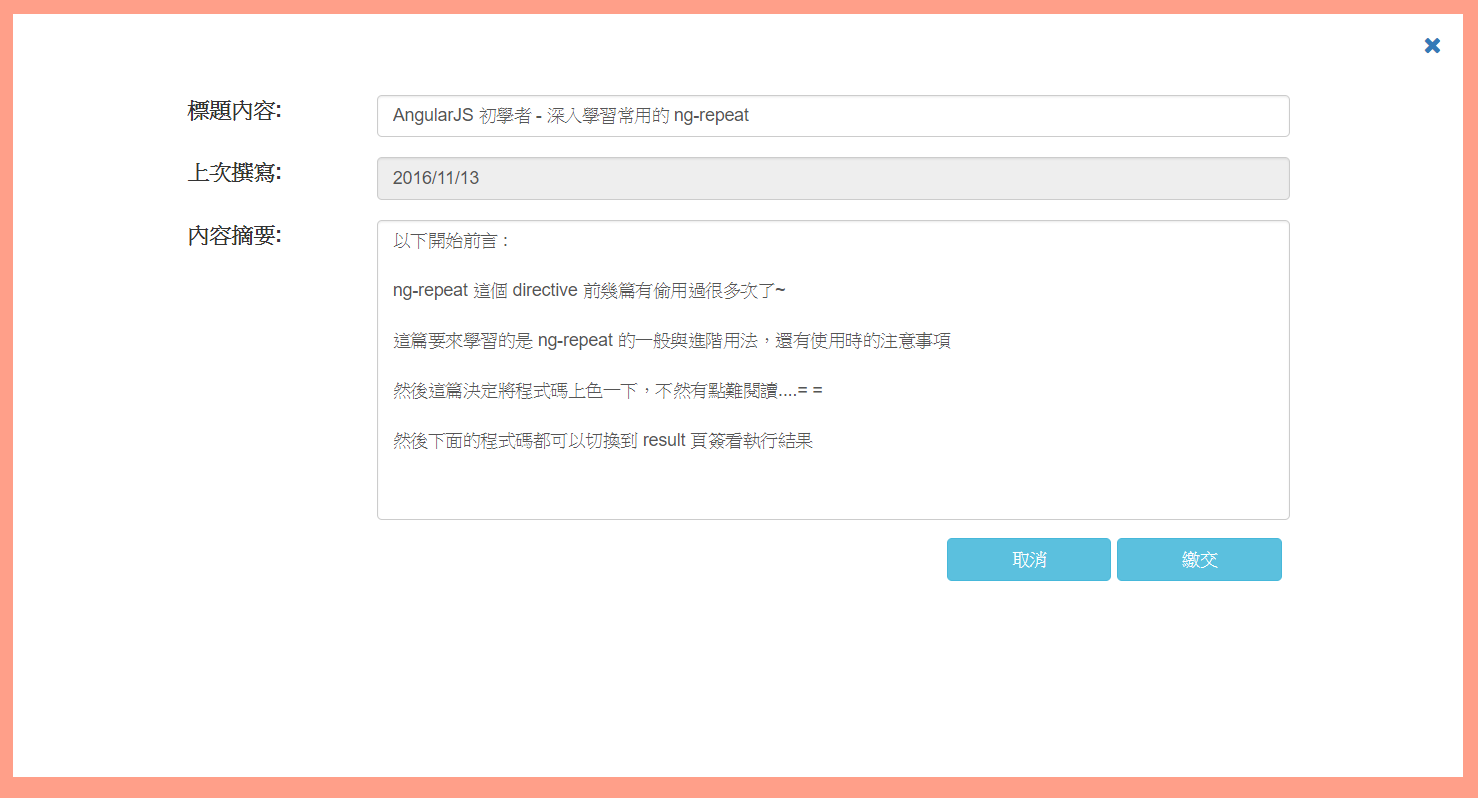 標題內容:
AngularJS 初學者 - 深入學習常用的 ng-repeat
上次撰寫:
2016/11/13
內容摘要:
以下開始前言 :
ng-repeat 這個 directive 前幾篇有偷用過很多次了~
這篇要來學習的是 ng-repeat 的一般與進階用法，還有使用時的注意事項
然後這篇決定將程式碼上色一下，不然有點難閱讀....= =
然後下面的程式碼都可以切換到 result 頁簽看執行結果
取消
繳交